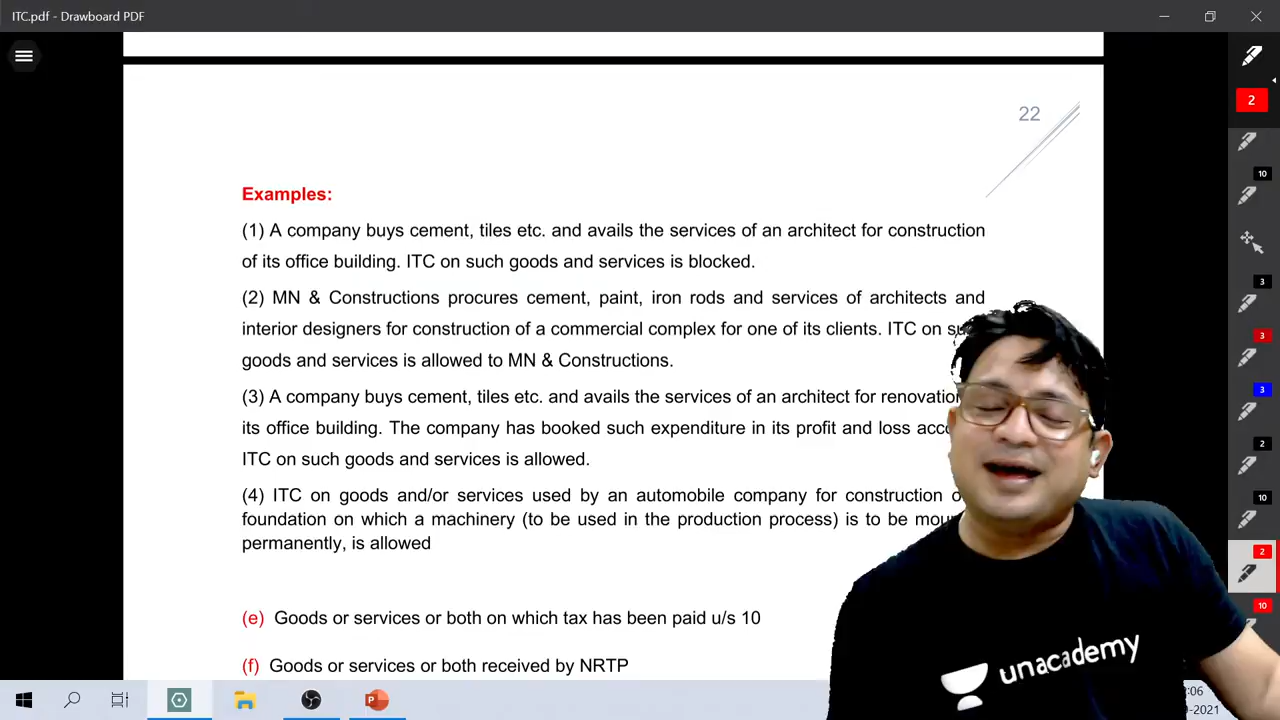 ITC.pdf - Drawboard PDF
22
2
Examples:
10
(1) A company buys cement, tiles etc. and avails the services of an architect for construction
of its office building. ITC on such goods and services is blocked.
3
(2) MN & Constructions procures cement, paint, iron rods and services of architects and
interior designers for construction of a commercial complex for one of its clients. ITC on
3
goods and services is allowed to MN & Constructions.
3
(3) A company buys cement, tiles etc. and avails the services of an architect for
its office building. The company has booked such expenditure in its profit and loss
2
ITC on such goods and services is allowed.
10
(4) ITC on goods and/or services used by an automobile company for construction
foundation on which a machinery (to be used in the production process) is to be
permanently, is allowed
2
(e) Goods or services or both on which tax has been paid u/s 10
10
(f) Goods or services or both received by NRTP
unacademy